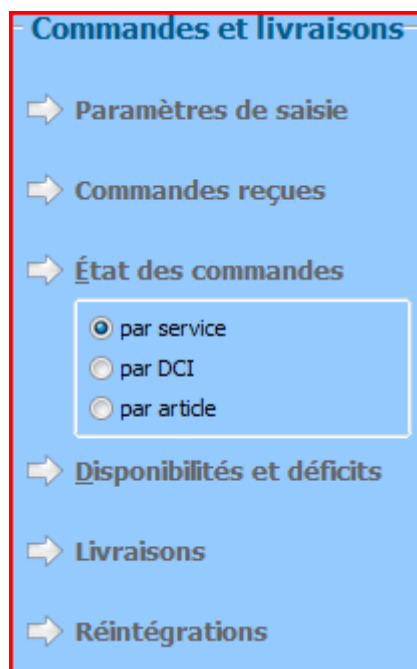 Commandes et livraisons
Paramètres de saisie
Commandes reçues
État des commandes
par service
par DCI
par article
Disponibilités et déficits
Livraisons
Réintégrations